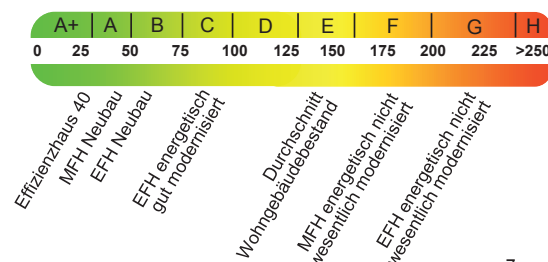 A+ A B C D E F G H
0 25 50 75 100 125 150 175 200 225 >250
Effizienzhaus 40
MFH Neubau
EFH Neubau
EFH energetisch
gut modernisiert
Durchschnitt
Wohngebäudebestand
MFH energetisch nicht
wesentlich modernisiert
EFH energetisch nicht
wesentlich modernisiert